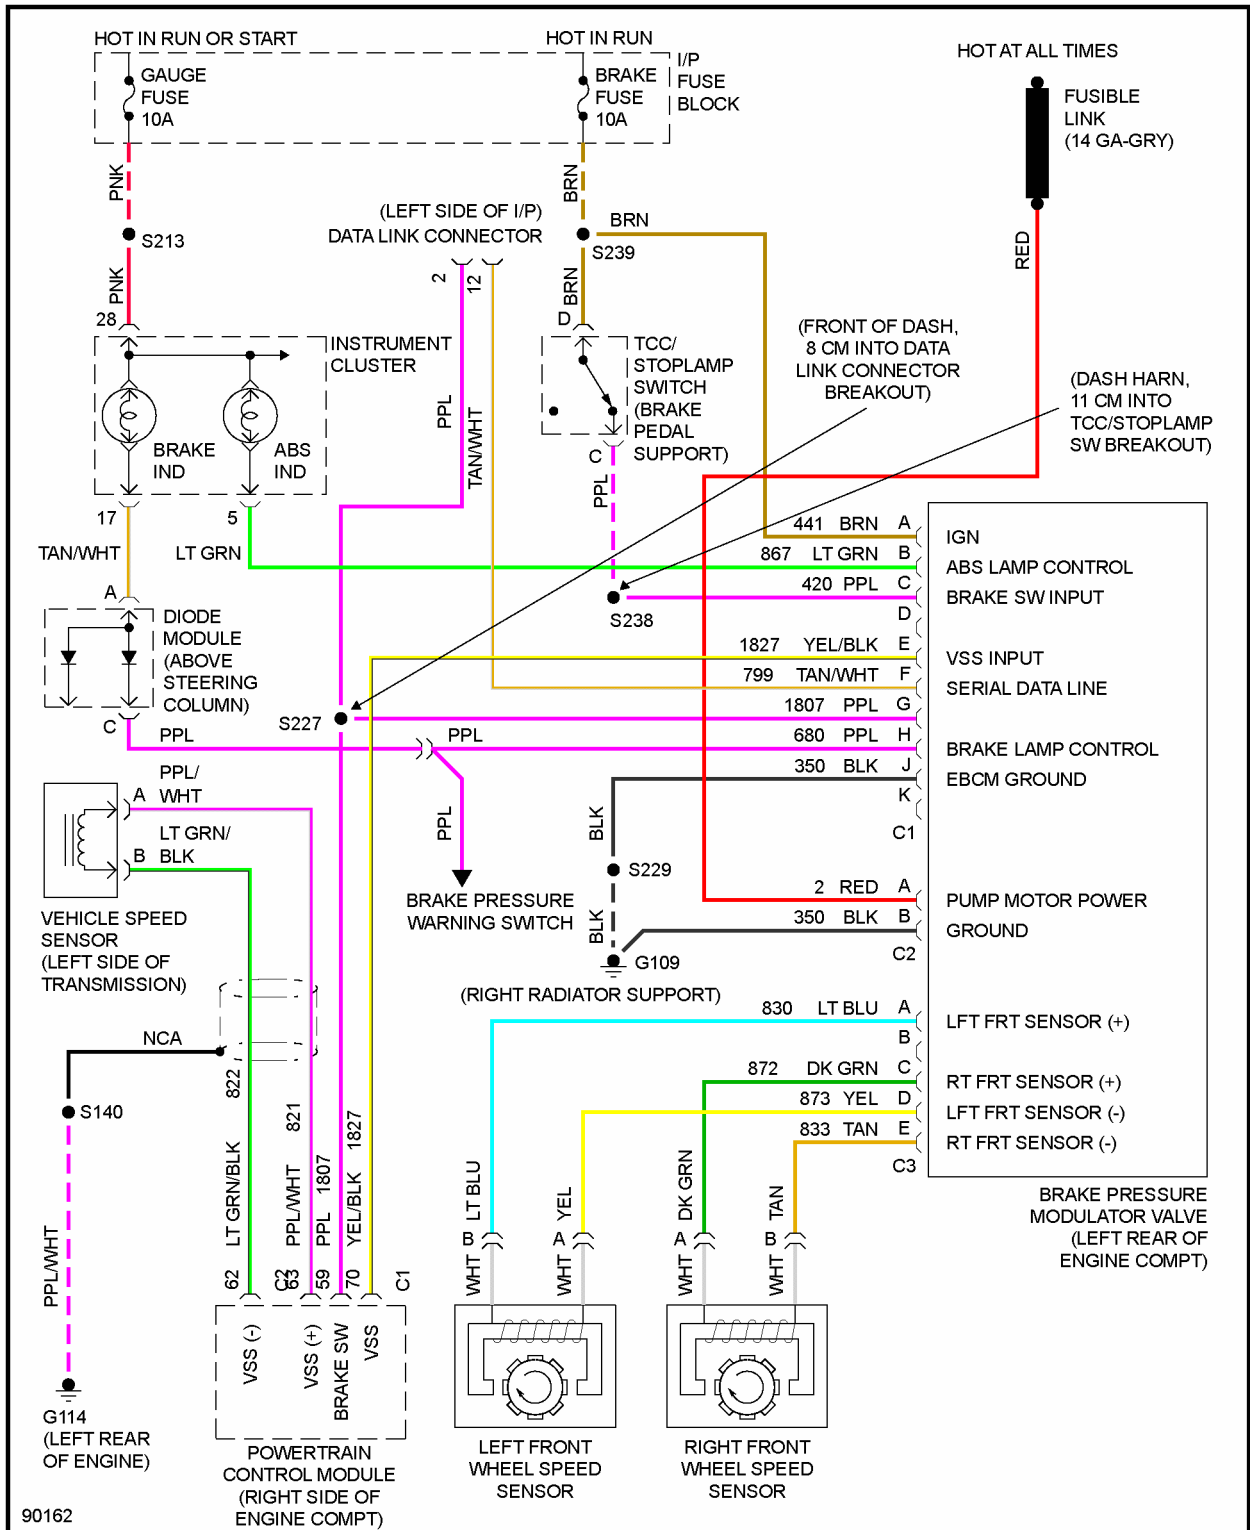 HOT IN RUN OR START
HOT IN RUN
HOT AT ALL TIMES
GAUGE
FUSE
10A
BRAKE
FUSE
10A
I/P
FUSE
BLOCK
FUSIBLE
LINK
(14 GA-GRY)
PNK
BRN
RED
(LEFT SIDE OF I/P)
DATA LINK CONNECTOR
S213
BRN
S239
PNK
2
12
BRN
28
D
INSTRUMENT
CLUSTER
TCC/
STOPLAMP
SWITCH
(BRAKE
PEDAL
SUPPORT)
(FRONT OF DASH,
8 CM INTO DATA
LINK CONNECTOR
BREAKOUT)
(DASH HARN,
11 CM INTO
TCC/STOPLAMP
SW BREAKOUT)
PPL
TAN/WHT
BRAKE
IND
ABS
IND
C
PPL
17
5
TAN/WHT
LT GRN
441 BRN A
IGN
867 LT GRN B
ABS LAMP CONTROL
420 PPL C
BRAKE SW INPUT
D
S238
A
DIODE
MODULE
(ABOVE
STEERING
COLUMN)
1827 YEL/BLK E
VSS INPUT
799 TAN/WHT F
SERIAL DATA LINE
S227
1807 PPL G
C
PPL
PPL
680 PPL H
BRAKE LAMP CONTROL
350 BLK J
EBCM GROUND
K
C1
PPL/
WHT
A
LT GRN/
BLK
B
PPL
BLK
S229
BRAKE PRESSURE
WARNING SWITCH
VEHICLE SPEED
SENSOR
(LEFT SIDE OF
TRANSMISSION)
2 RED A
PUMP MOTOR POWER
350 BLK B
GROUND
C2
BLK
G109
(RIGHT RADIATOR SUPPORT)
830 LT BLU A
LFT FRT SENSOR (+)
B
NCA
872 DK GRN C
RT FRT SENSOR (+)
873 YEL D
LFT FRT SENSOR (-)
833 TAN E
RT FRT SENSOR (-)
C3
S140
822
821
1807
1827
LT GRN/BLK
PPL/WHT
PPL
YEL/BLK
LT BLU
YEL
DK GRN
TAN
BRAKE PRESSURE
MODULATOR VALVE
(LEFT REAR OF
ENGINE COMPT)
PPL/WHT
B
A
A
B
WHT
WHT
WHT
WHT
62
C2
63
59
70
C1
VSS (-)
VSS (+)
BRAKE SW
VSS
G114
(LEFT REAR
OF ENGINE)
POWERTRAIN
CONTROL MODULE
(RIGHT SIDE OF
ENGINE COMPT)
LEFT FRONT
WHEEL SPEED
SENSOR
RIGHT FRONT
WHEEL SPEED
SENSOR
90162